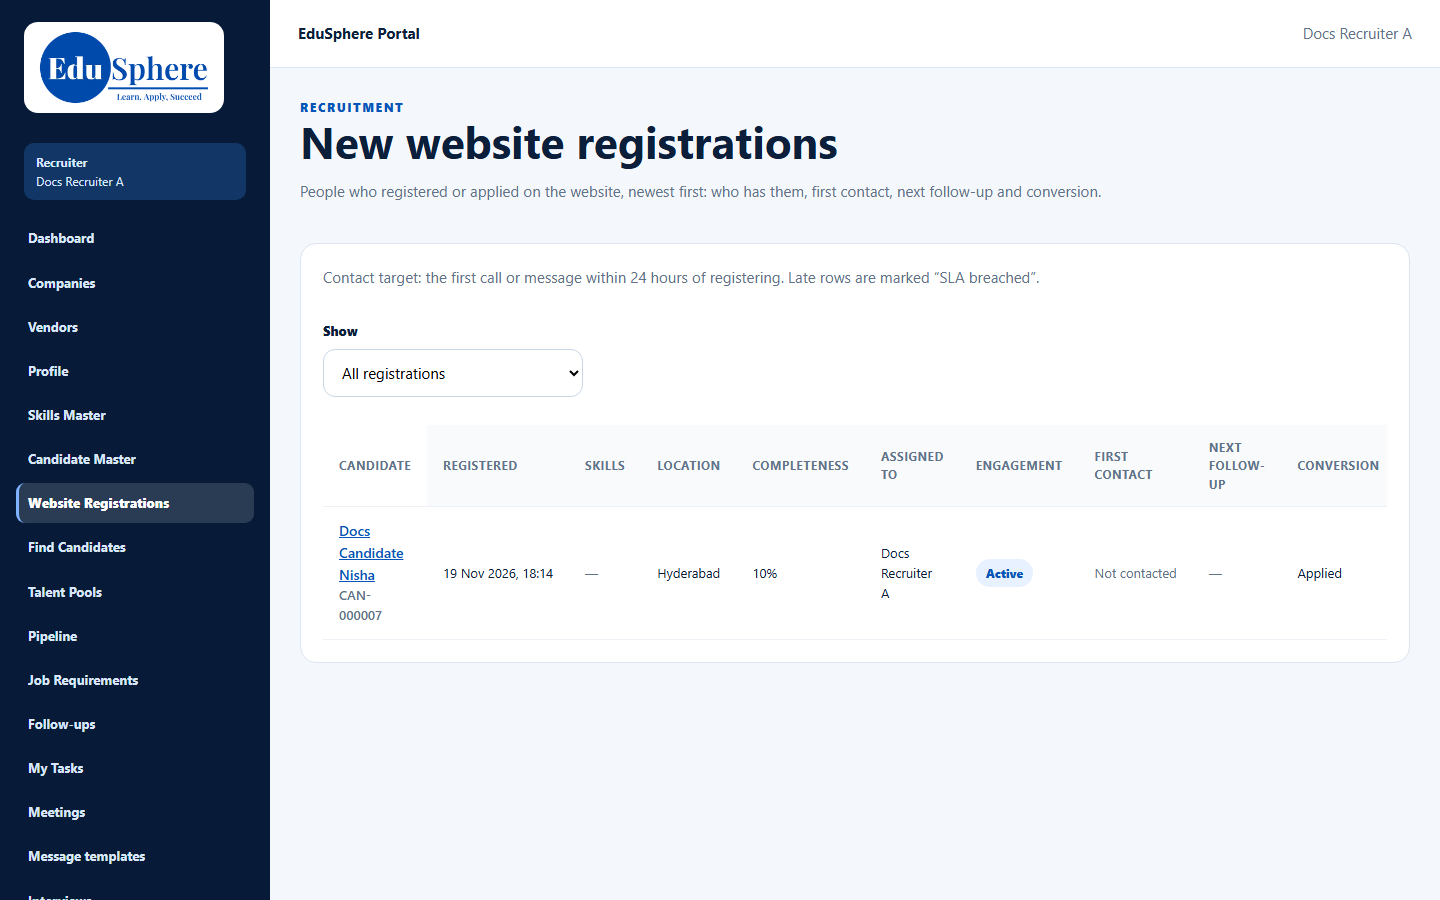 EduSphere
Learn. Apply, Succeed
Recruiter
Docs Recruiter A
Dashboard
Companies
Vendors
Profile
Skills Master
Candidate Master
Website Registrations
Find Candidates
Talent Pools
Pipeline
Job Requirements
Follow-ups
My Tasks
Meetings
Message templates
Interviews
EduSphere Portal
Docs Recruiter A
RECRUITMENT
New website registrations
People who registered or applied on the website, newest first: who has them, first contact, next follow-up and conversion.
Contact target: the first call or message within 24 hours of registering. Late rows are marked “SLA breached”.
Show
All registrations
CANDIDATE
REGISTERED
SKILLS
LOCATION
COMPLETENESS
ASSIGNED
TO
ENGAGEMENT
FIRST
CONTACT
NEXT
FOLLOW-
UP
CONVERSION
Docs
Candidate
Nisha
CAN-
000007
19 Nov 2026, 18:14
—
Hyderabad
10%
Docs
Recruiter
A
Active
Not contacted
—
Applied